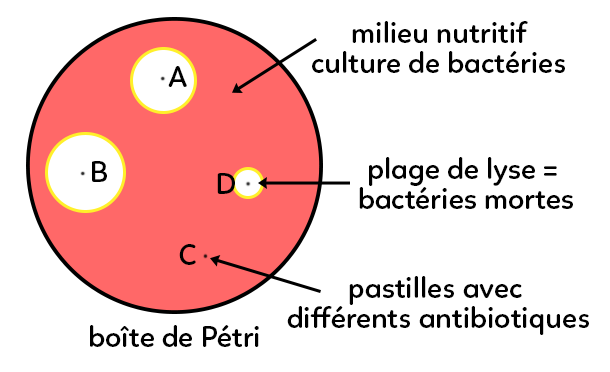 milieu nutritif
culture de bactéries
A
B
D
plage de lyse =
bactéries mortes
C
pastilles avec
différents antibiotiques
boîte de Pétri